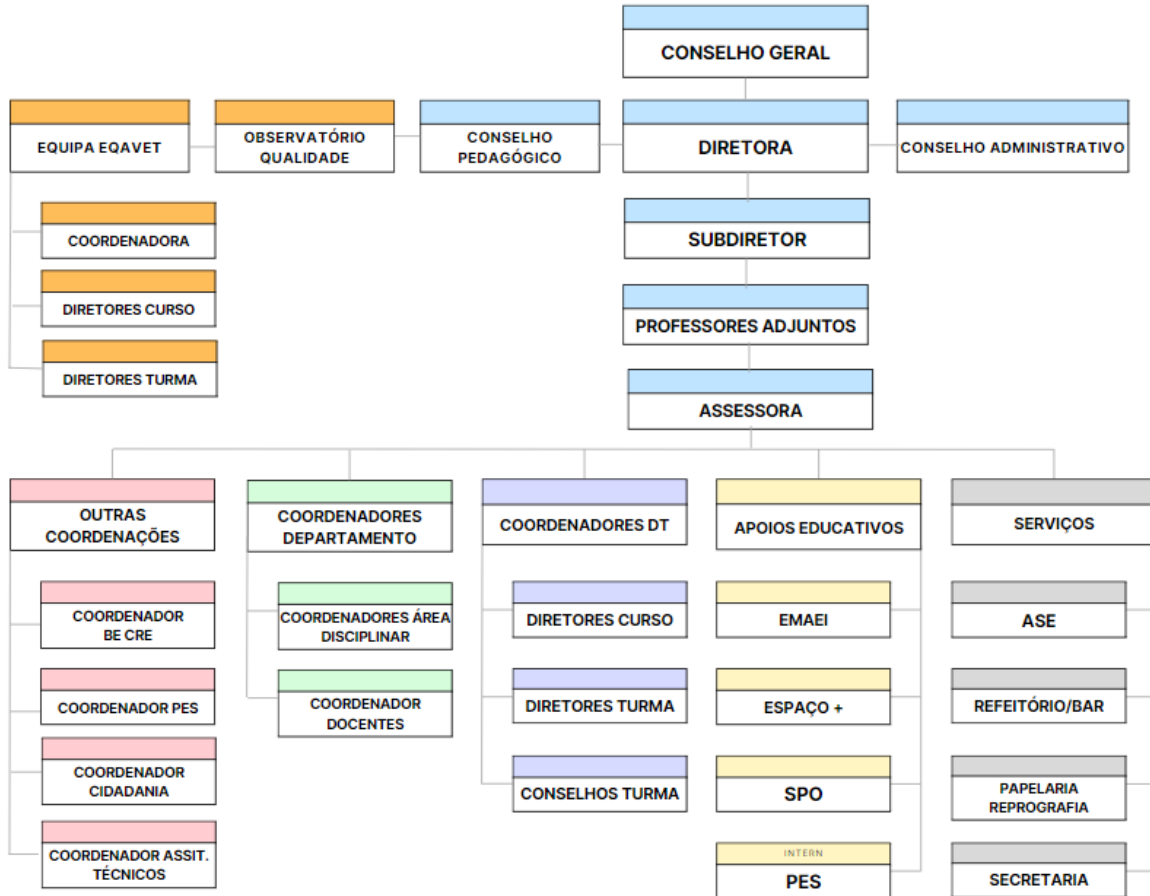 CONSELHO GERAL
EQUIPA EQAVET
OBSERVATÓRIO
QUALIDADE
CONSELHO
PEDAGÓGICO
DIRETORA
CONSELHO ADMINISTRATIVO
COORDENADORA
DIRETORES CURSO
DIRETORES TURMA
SUBDIRETOR
PROFESSORES ADJUNTOS
ASSESSORA
OUTRAS
COORDENAÇÕES
COORDENADOR
BE CRE
COORDENADOR PES
COORDENADOR
CIDADANIA
COORDENADOR ASSIT.
TÉCNICOS
COORDENADORES
DEPARTAMENTO
COORDENADORES ÁREA
DISCIPLINAR
COORDENADOR
DOCENTES
COORDENADORES DT
DIRETORES CURSO
DIRETORES TURMA
CONSELHOS TURMA
APOIOS EDUCATIVOS
EMAEI
ESPAÇO +
SPO
INTERN
PES
SERVIÇOS
ASE
REFEITÓRIO/BAR
PAPELARIA
REPROGRAFIA
SECRETARIA